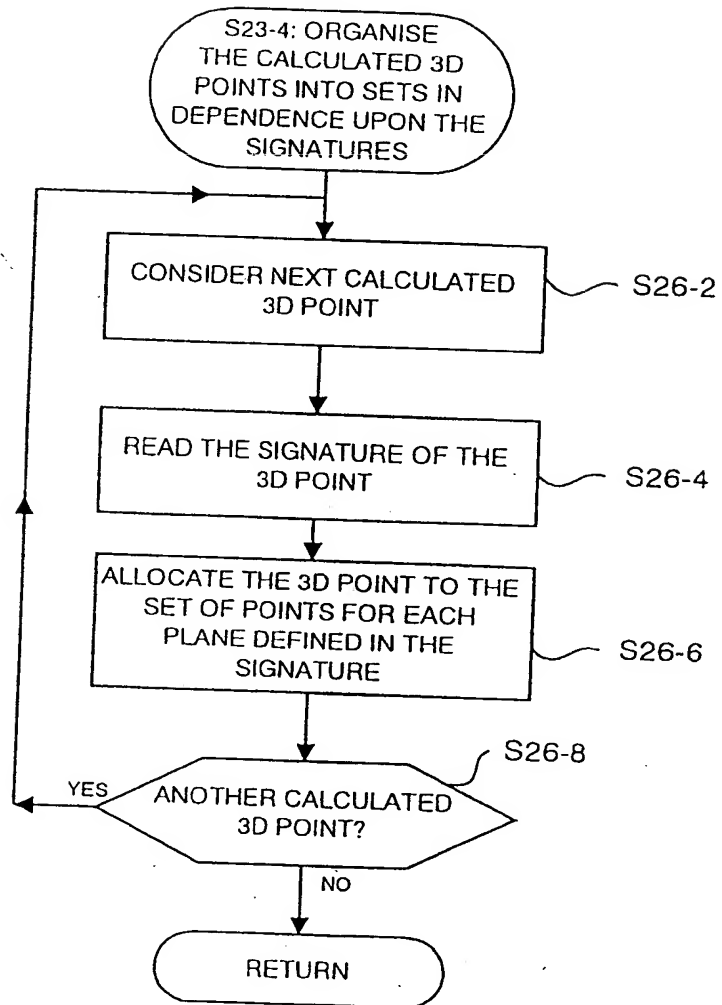 S23-4: ORGANISE
THE CALCULATED 3D
POINTS INTO SETS IN
DEPENDENCE UPON THE
SIGNATURES
CONSIDER NEXT CALCULATED
3D POINT
S26-2
READ THE SIGNATURE OF THE
3D POINT
S26-4
ALLOCATE THE 3D POINT TO THE
SET OF POINTS FOR EACH
PLANE DEFINED IN THE
SIGNATURE
S26-6
S26-8
YES
ANOTHER CALCULATED
3D POINT?
NO
RETURN